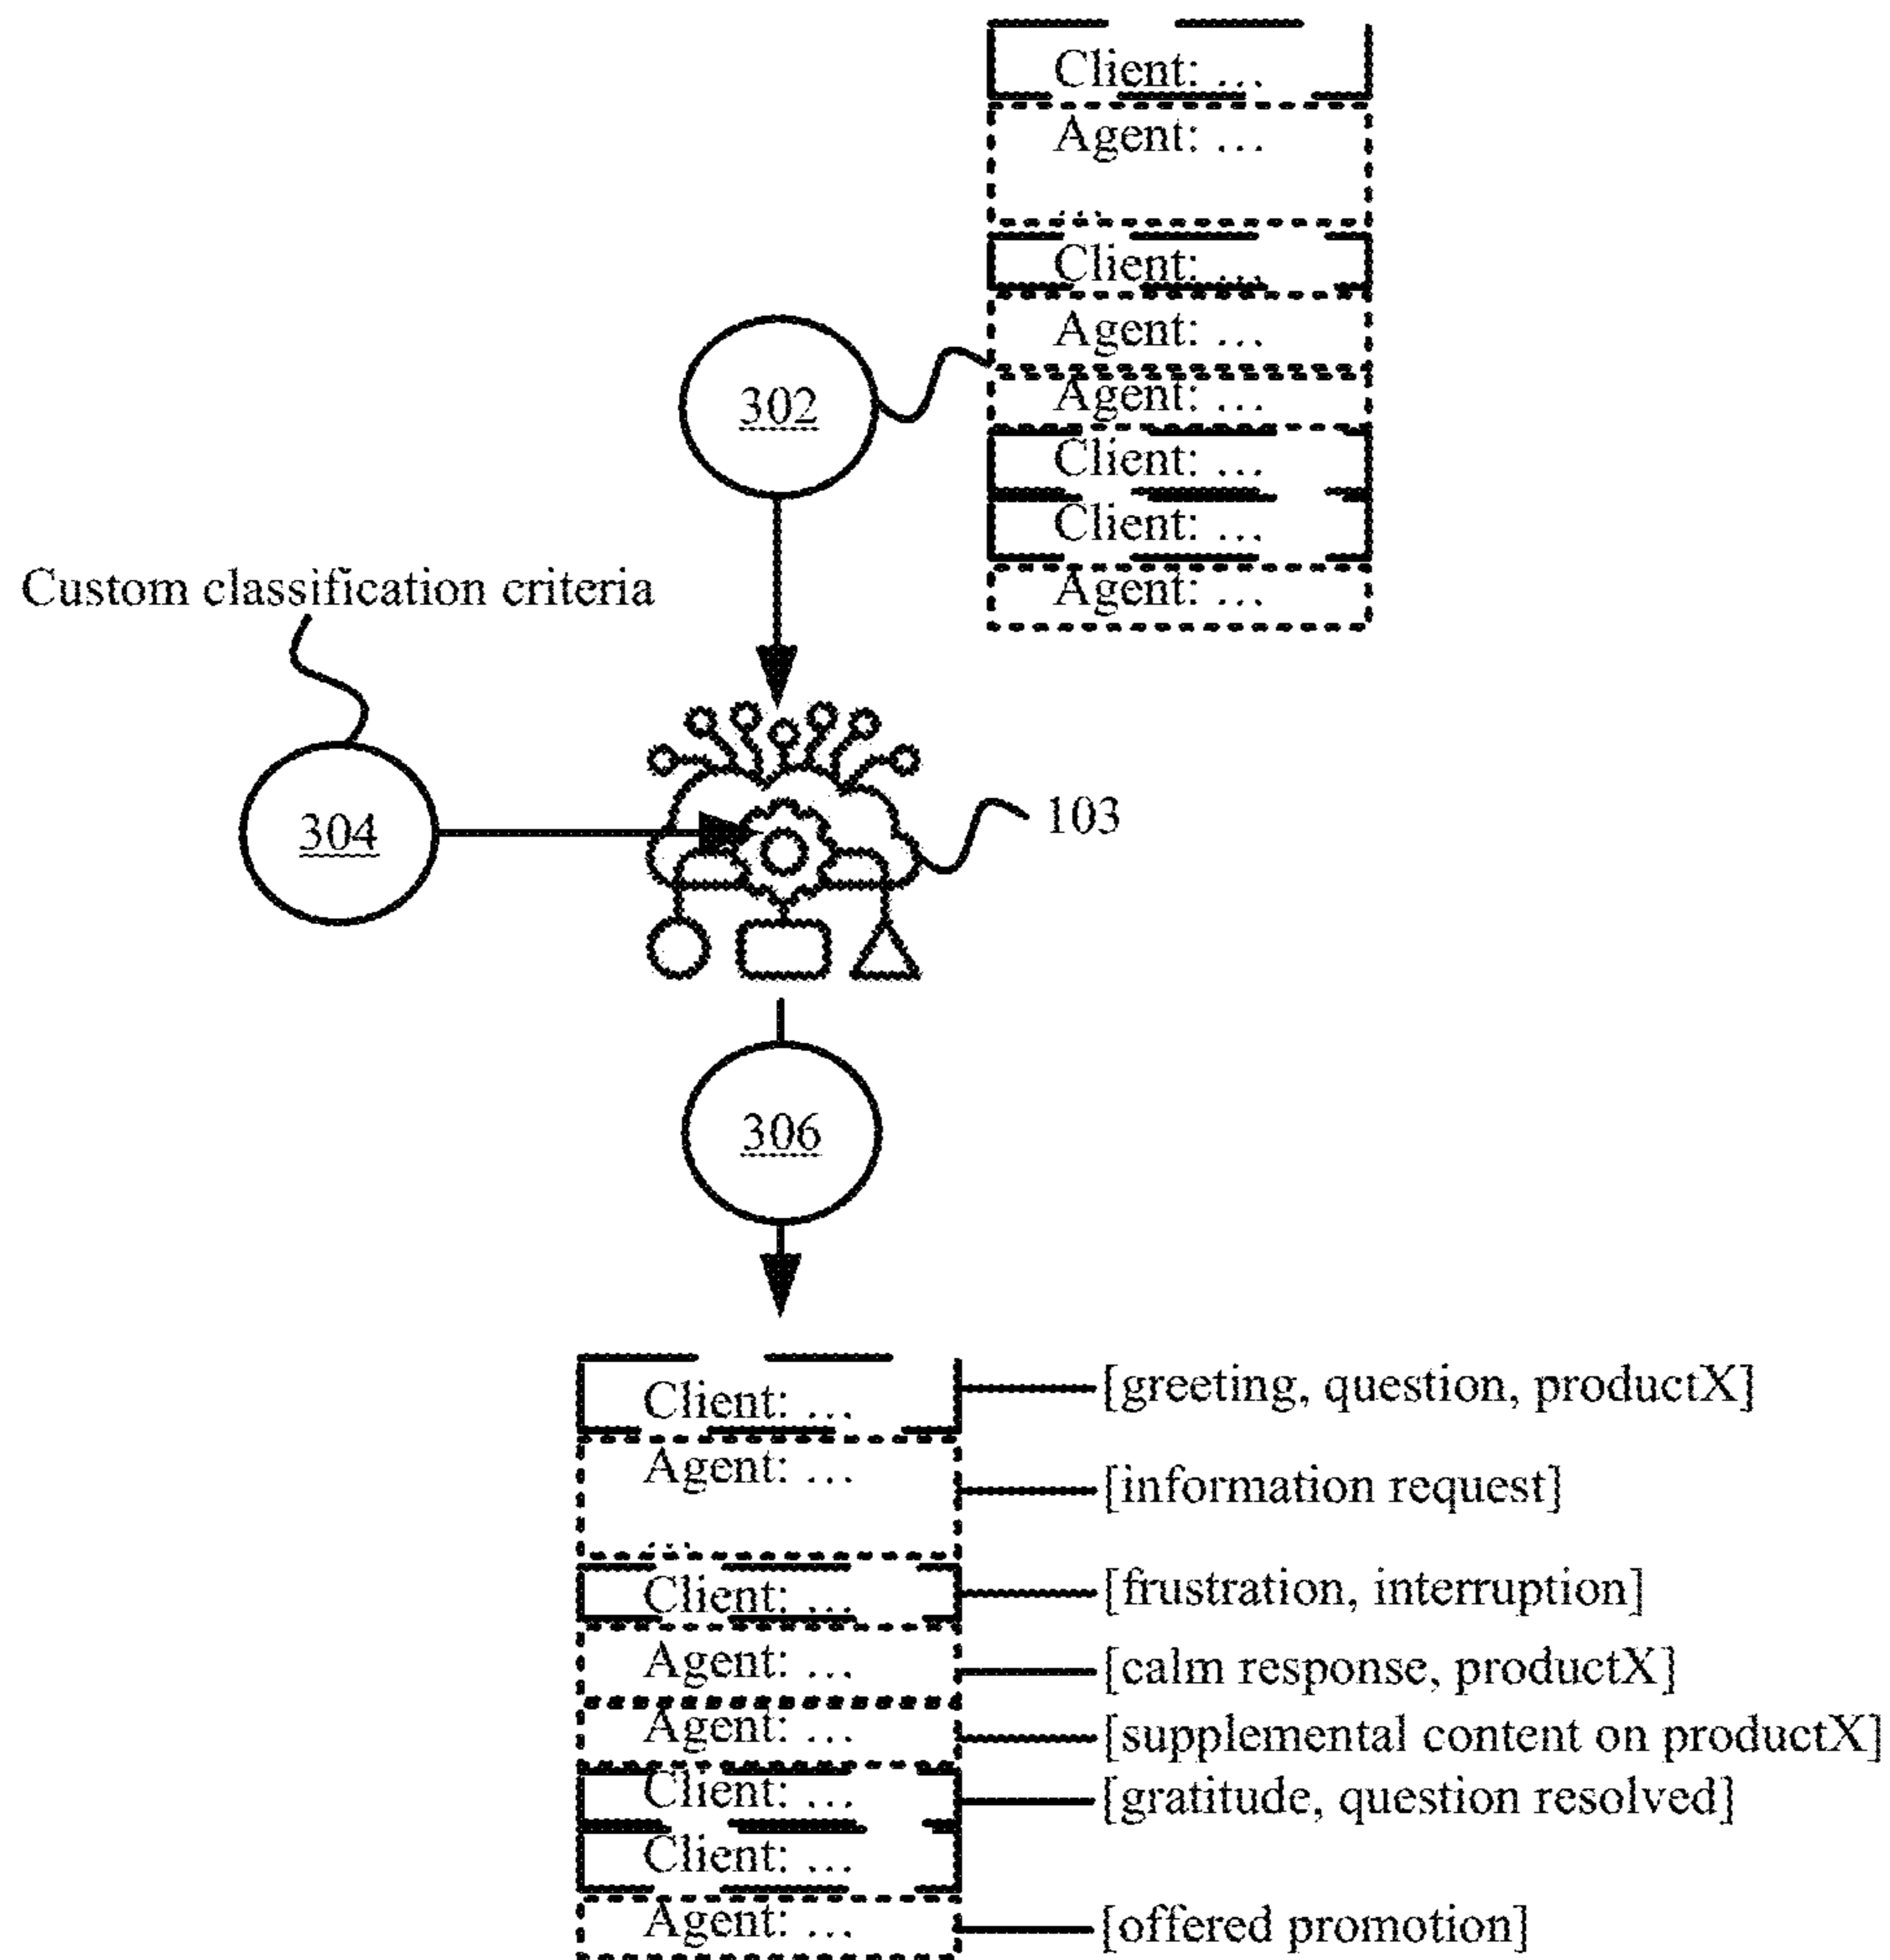 Client: ...
Agent: ...
...
Client: ...
Agent: ...
Agent: ...
Client: ...
Client: ...
Agent: ...
302
Custom classification criteria
304
103
306
Client: ... [greeting, question, productX]
Agent: ... [information request]
...
Client: ... [frustration, interruption]
Agent: ... [calm response, productX]
Agent: ... [supplemental content on productX]
Client: ... [gratitude, question resolved]
Client: ...
Agent: ... [offered promotion]